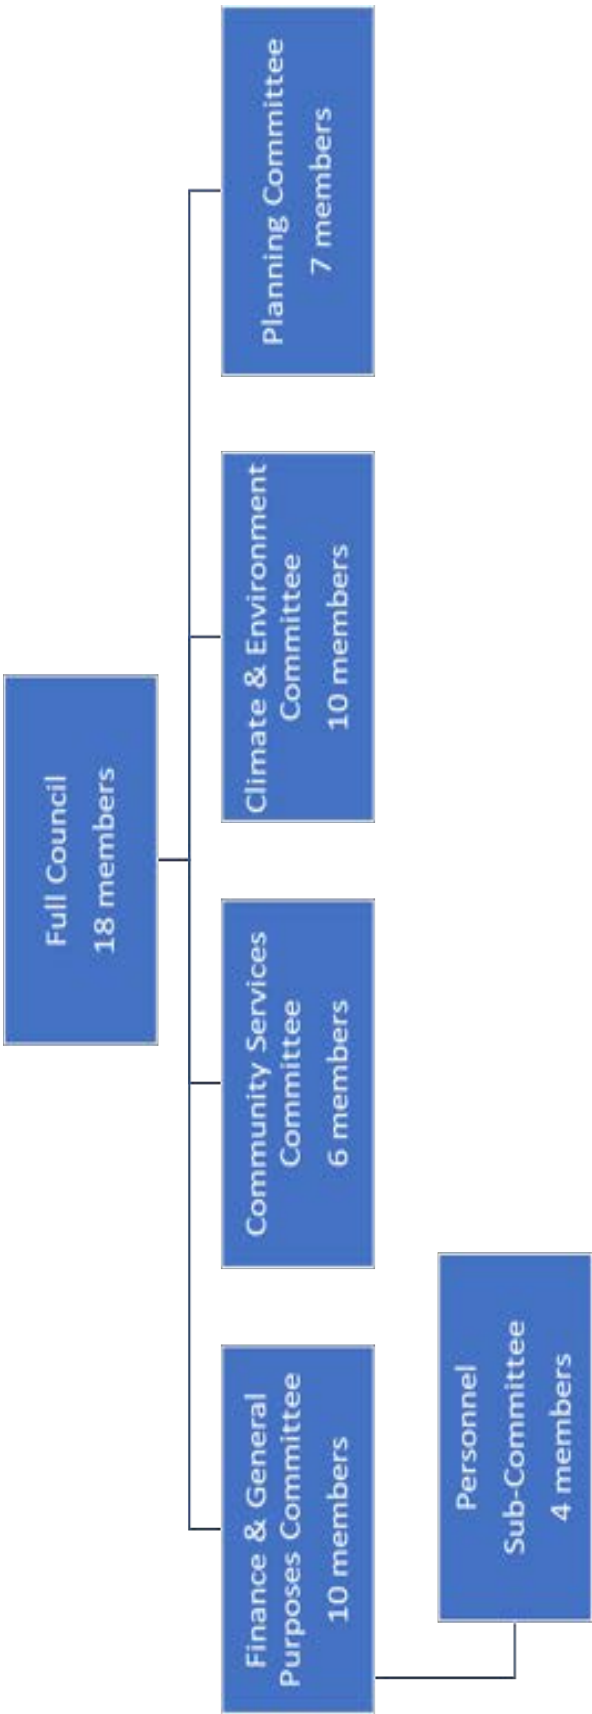 Full Council
18 members
Finance & General
Purposes Committee
10 members
Community Services
Committee
6 members
Climate & Environment
Committee
10 members
Planning Committee
7 members
Personnel
Sub-Committee
4 members